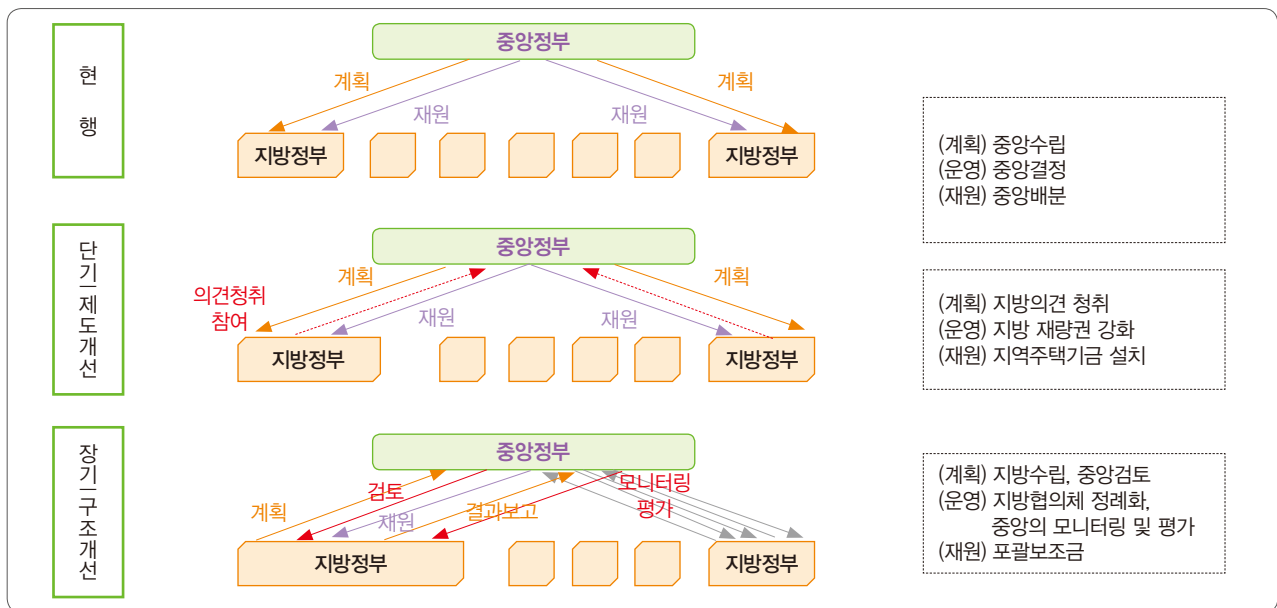 현행
중앙정부
계획
계획
재원
재원
지방정부
지방정부
(계획) 중앙수립
(운영) 중앙결정
(재원) 중앙배분
단기|제도개선
중앙정부
계획
계획
의견청취
참여
재원
재원
지방정부
지방정부
(계획) 지방의견 청취
(운영) 지방 재량권 강화
(재원) 지역주택기금 설치
장기|구조개선
중앙정부
계획
검토
재원
결과보고
모니터링
평가
지방정부
지방정부
(계획) 지방수립, 중앙검토
(운영) 지방협의체 정례화,
중앙의 모니터링 및 평가
(재원) 포괄보조금